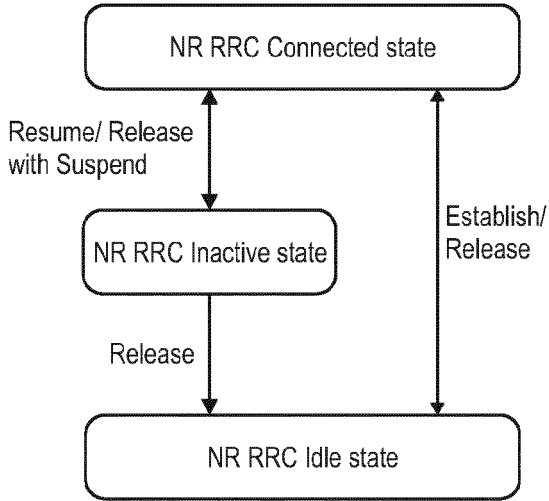 NR RRC Connected state
Resume/ Release
with Suspend
Establish/
Release
NR RRC Inactive state
Release
NR RRC Idle state